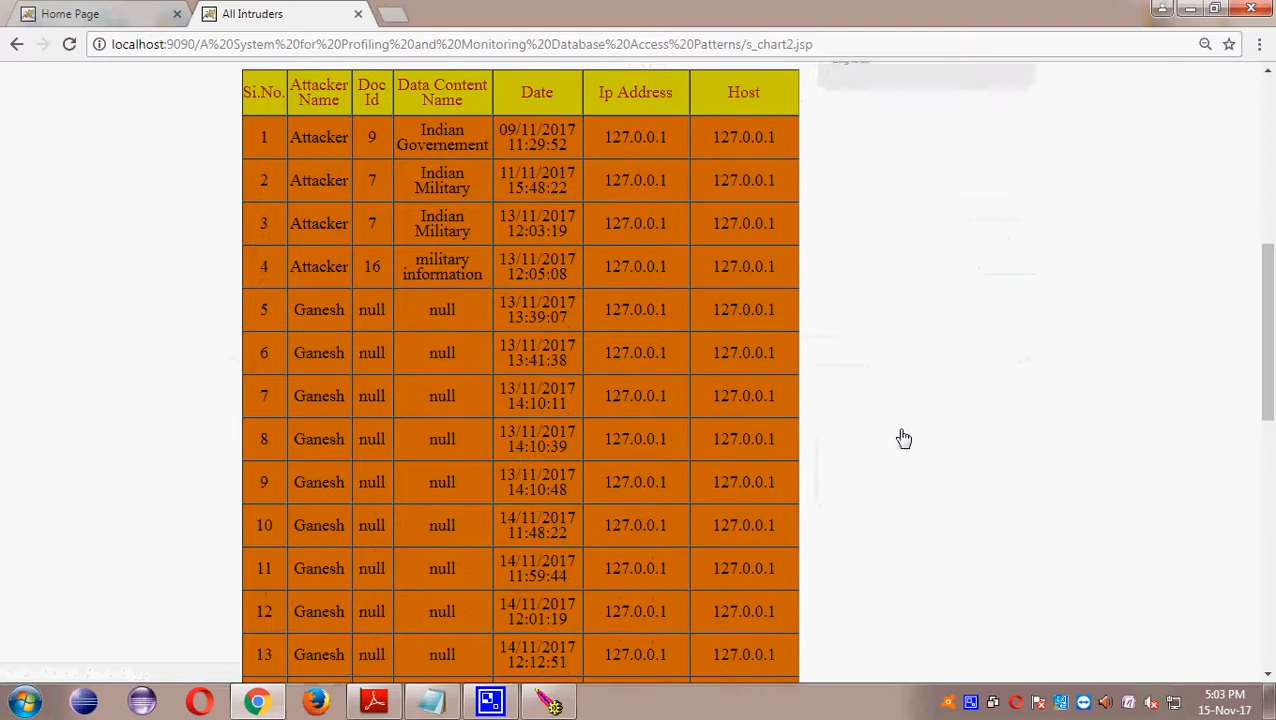 Home Page
All Intruders
localhost:9090/A%20System%20for%20Profiling%20and%20Monitoring%20Database%20Access%20Patterns/s_chart2.jsp
Si.No. Attacker Name Doc Id Data Content Name Date Ip Address Host
1 Attacker 9 Indian Governement 09/11/2017 11:29:52 127.0.0.1 127.0.0.1
2 Attacker 7 Indian Military 11/11/2017 15:48:22 127.0.0.1 127.0.0.1
3 Attacker 7 Indian Military 13/11/2017 12:03:19 127.0.0.1 127.0.0.1
4 Attacker 16 military information 13/11/2017 12:05:08 127.0.0.1 127.0.0.1
5 Ganesh null null 13/11/2017 13:39:07 127.0.0.1 127.0.0.1
6 Ganesh null null 13/11/2017 13:41:38 127.0.0.1 127.0.0.1
7 Ganesh null null 13/11/2017 14:10:11 127.0.0.1 127.0.0.1
8 Ganesh null null 13/11/2017 14:10:39 127.0.0.1 127.0.0.1
9 Ganesh null null 13/11/2017 14:10:48 127.0.0.1 127.0.0.1
10 Ganesh null null 14/11/2017 11:48:22 127.0.0.1 127.0.0.1
11 Ganesh null null 14/11/2017 11:59:44 127.0.0.1 127.0.0.1
12 Ganesh null null 14/11/2017 12:01:19 127.0.0.1 127.0.0.1
13 Ganesh null null 14/11/2017 12:12:51 127.0.0.1 127.0.0.1
5:03 PM
15-Nov-17